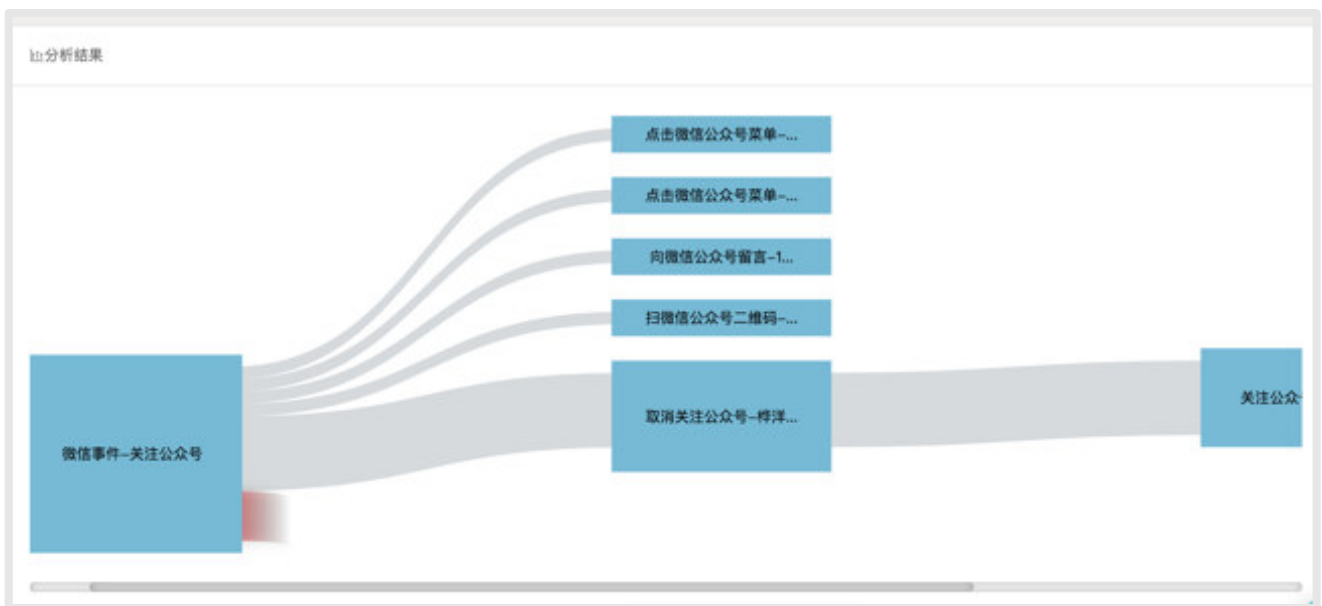 分析结果
点击微信公众号菜单-...
点击微信公众号菜单-...
向微信公众号留言-1...
扫微信公众号二维码-...
取消关注公众号-桦洋...
关注公众
微信事件-关注公众号